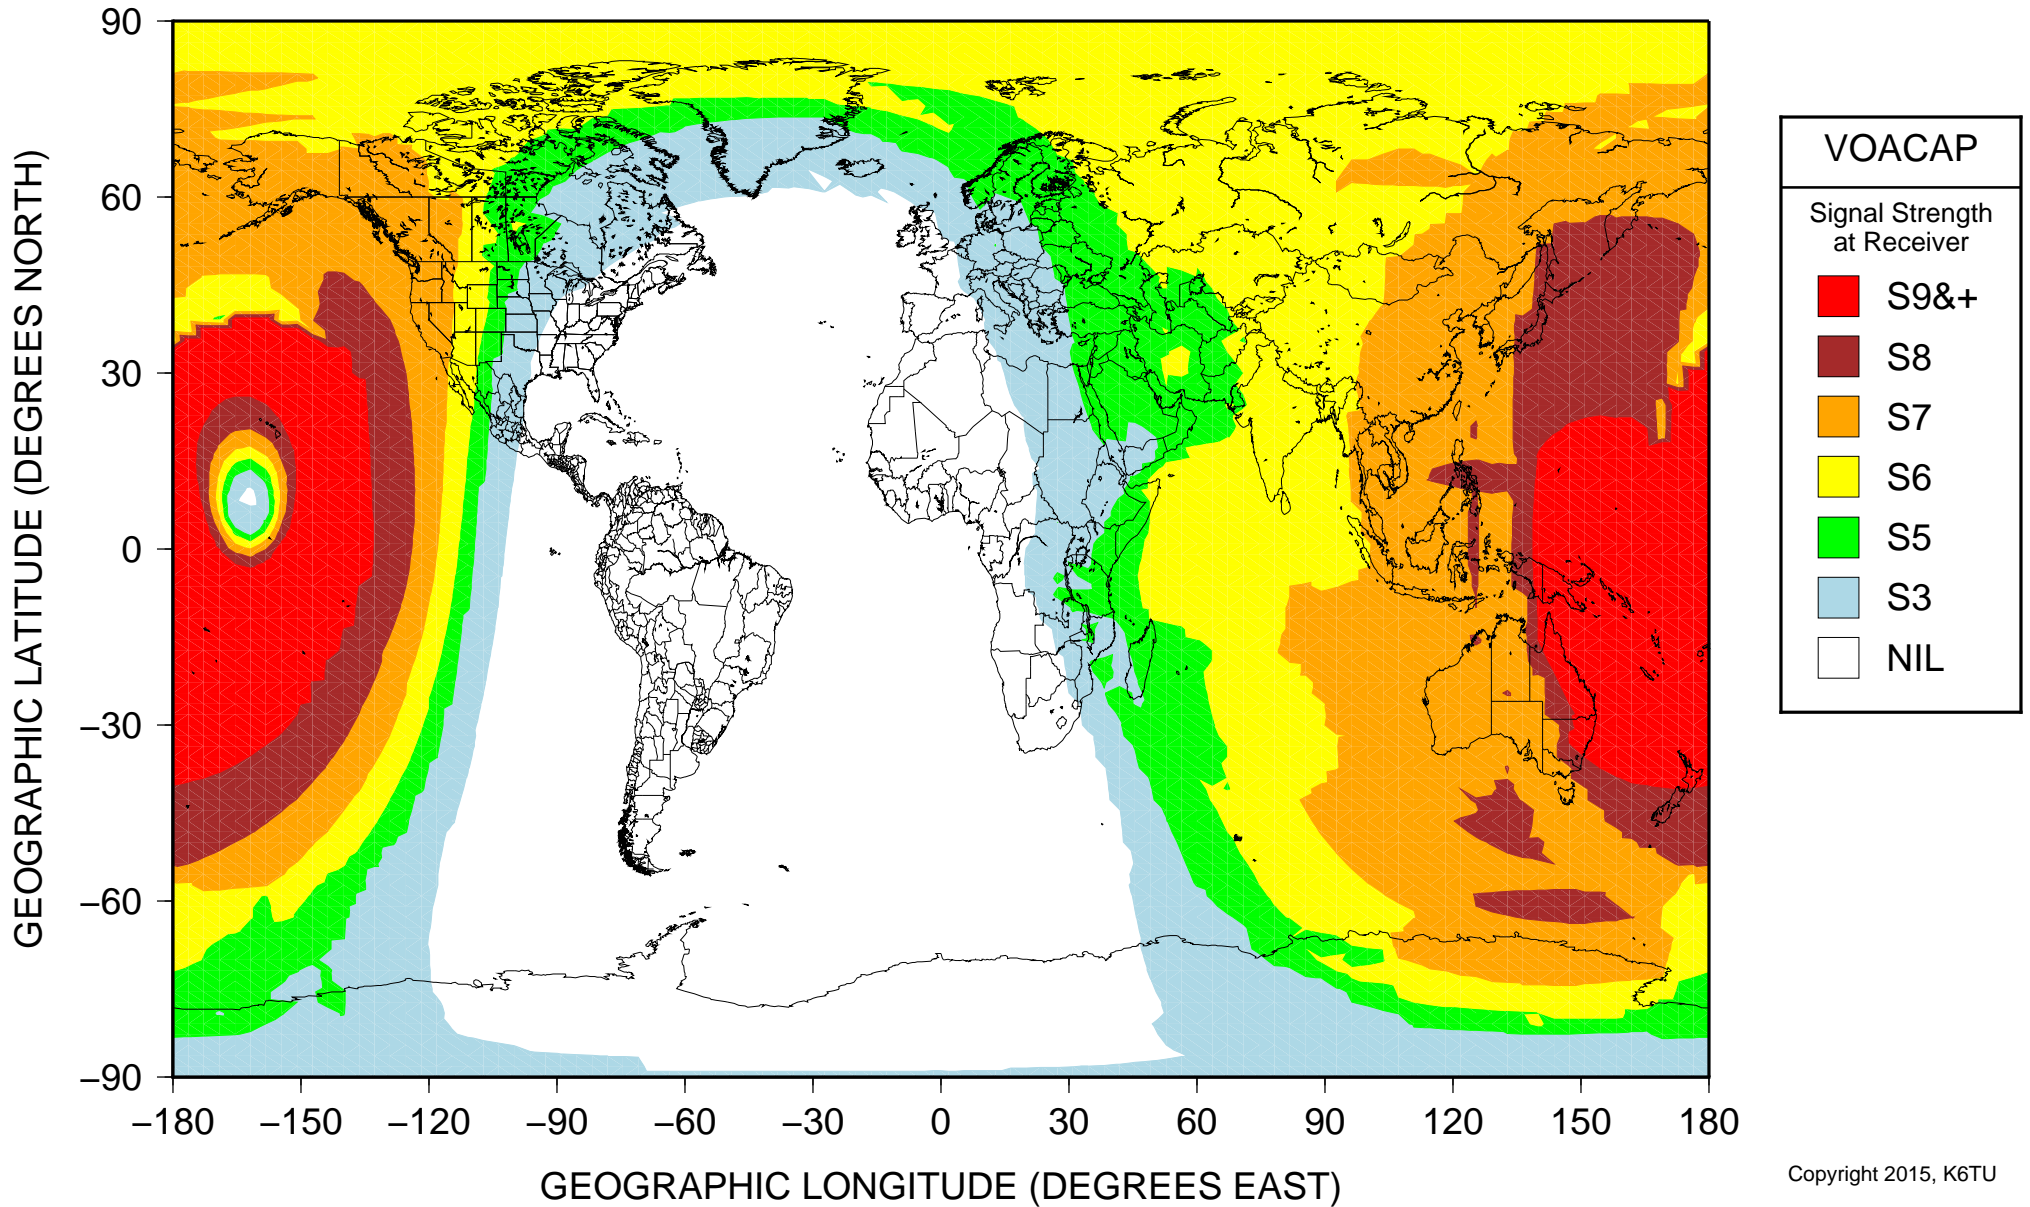 90
60
30
0
−30
−60
−90
GEOGRAPHIC LATITUDE (DEGREES NORTH)
−180 −150 −120 −90 −60 −30 0 30 60 90 120 150 180
GEOGRAPHIC LONGITUDE (DEGREES EAST)
VOACAP
Signal Strength
at Receiver
S9&+
S8
S7
S6
S5
S3
NIL
Copyright 2015, K6TU